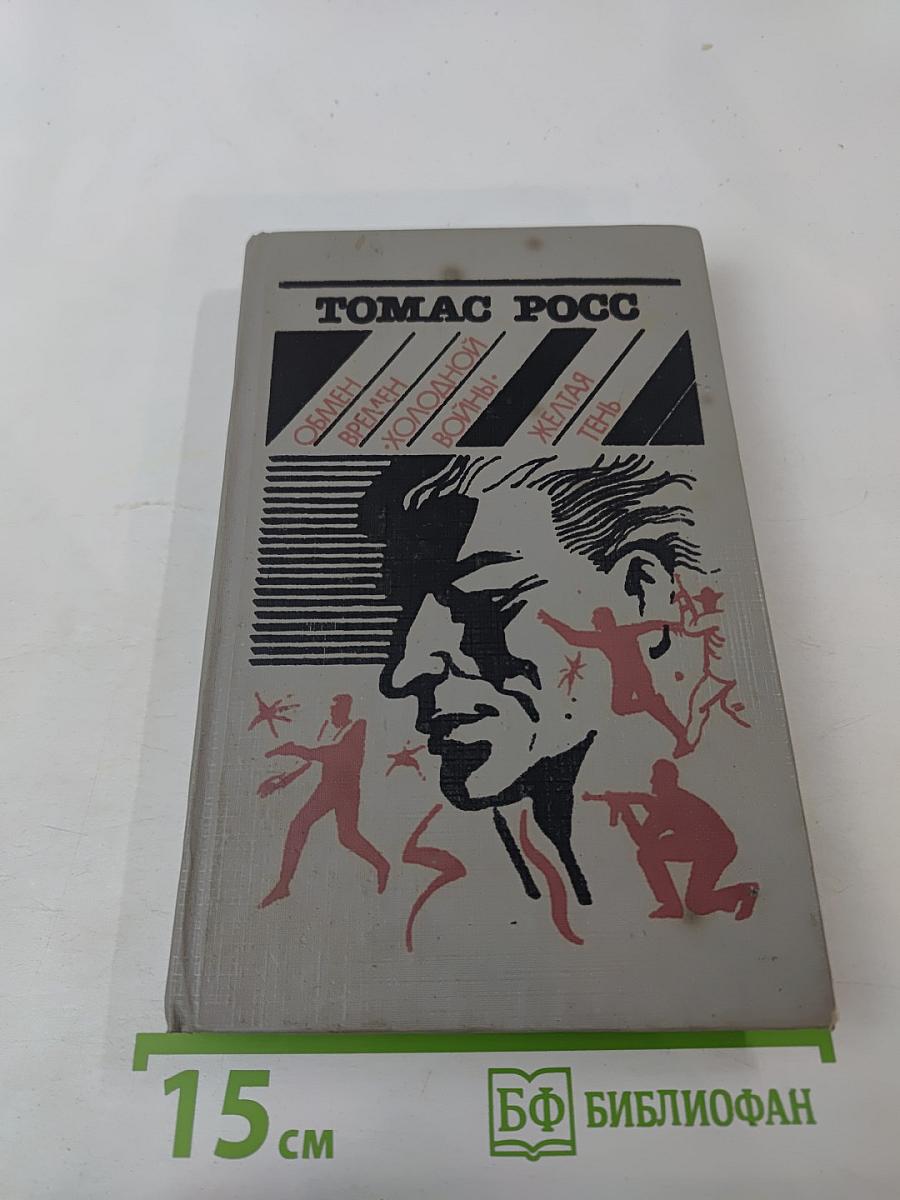 ТОМАС РОСС
ОБМЕН
ВРЕМЕН
"ХОЛОДНОЙ
ВОЙНЫ"
ЖЕЛТАЯ
ТЕНЬ
15 см
БФ БИБЛИОФАН